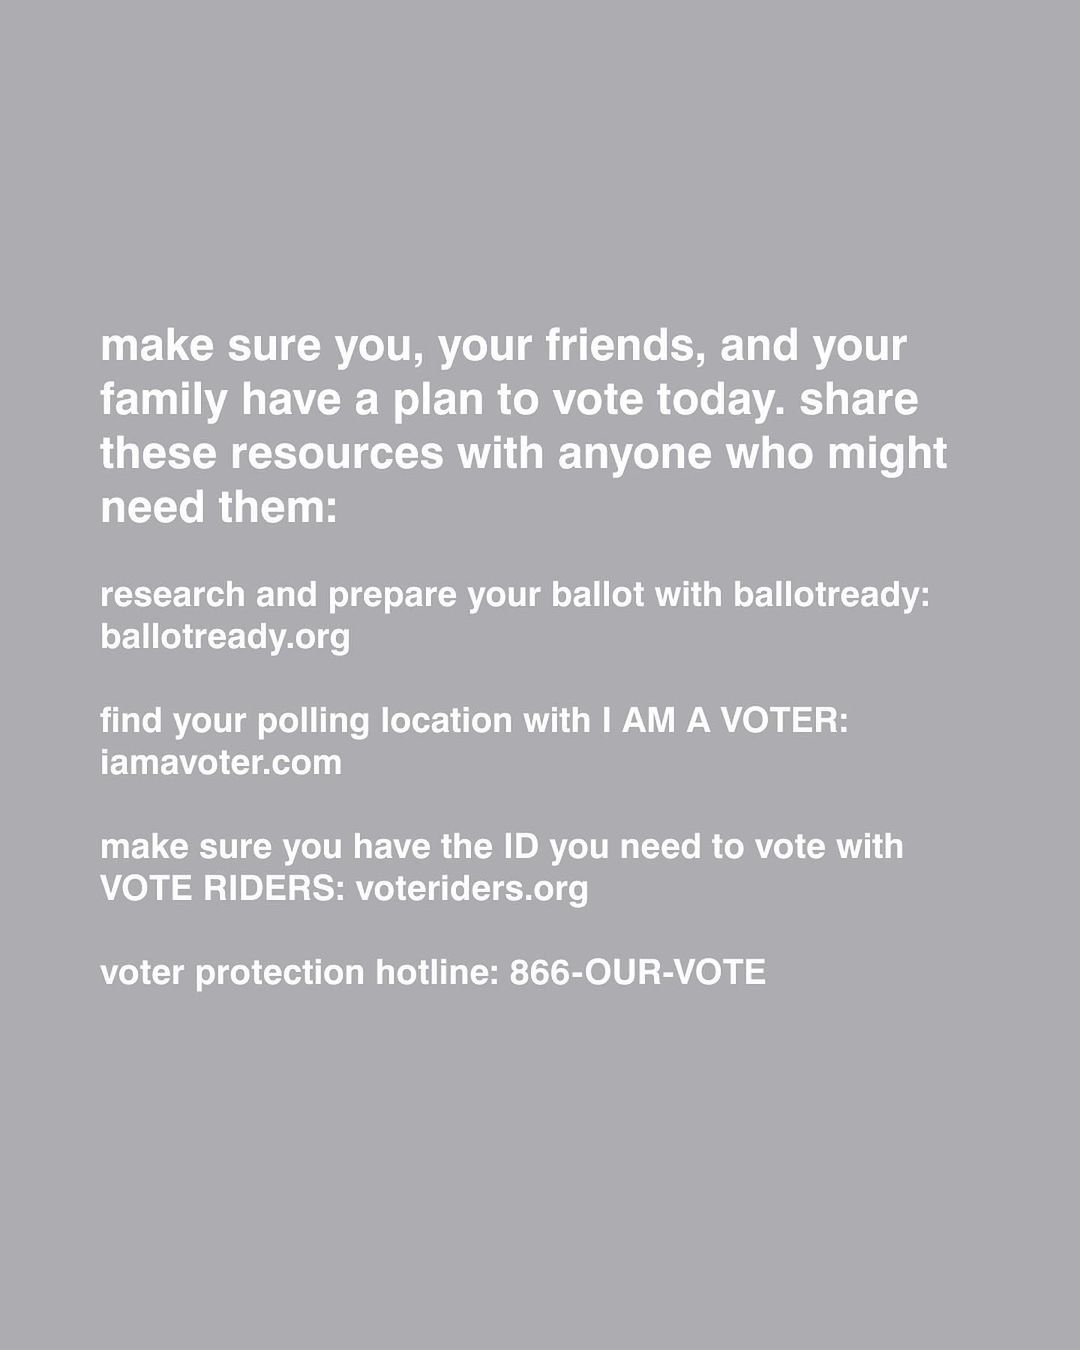 make sure you, your friends, and your
family have a plan to vote today. share
these resources with anyone who might
need them:
research and prepare your ballot with ballotready:
ballotready.org
find your polling location with I AM A VOTER:
iamavoter.com
make sure you have the ID you need to vote with
VOTE RIDERS: voteriders.org
voter protection hotline: 866-OUR-VOTE